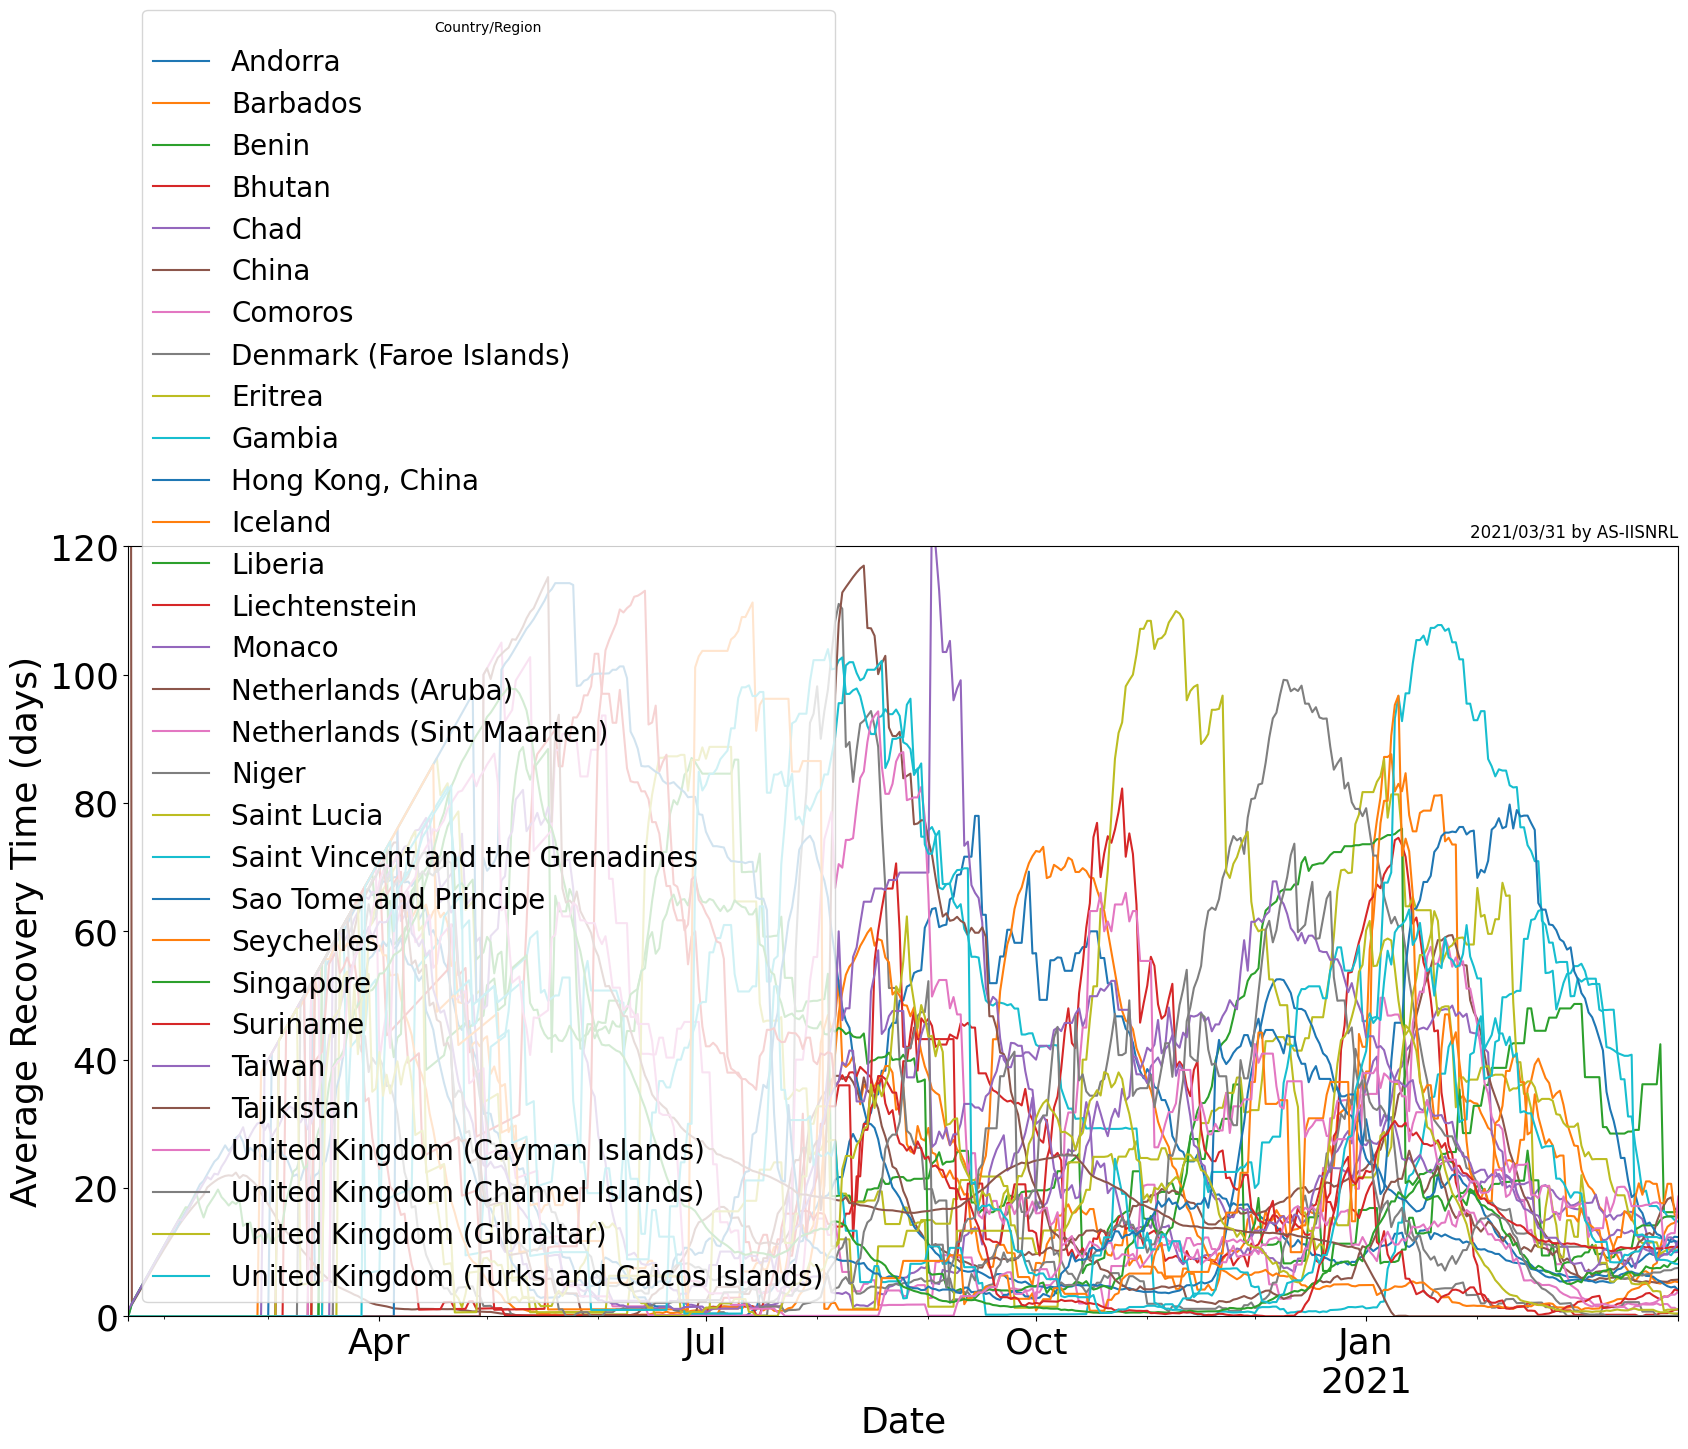 Country/Region
Andorra
Barbados
Benin
Bhutan
Chad
China
Comoros
Denmark (Faroe Islands)
Eritrea
Gambia
Hong Kong, China
Iceland
Liberia
Liechtenstein
Monaco
Netherlands (Aruba)
Netherlands (Sint Maarten)
Niger
Saint Lucia
Saint Vincent and the Grenadines
Sao Tome and Principe
Seychelles
Singapore
Suriname
Taiwan
Tajikistan
United Kingdom (Cayman Islands)
United Kingdom (Channel Islands)
United Kingdom (Gibraltar)
United Kingdom (Turks and Caicos Islands)
2021/03/31 by AS-IISNRL
Average Recovery Time (days)
120
100
80
60
40
20
0
Apr
Jul
Oct
Jan
2021
Date